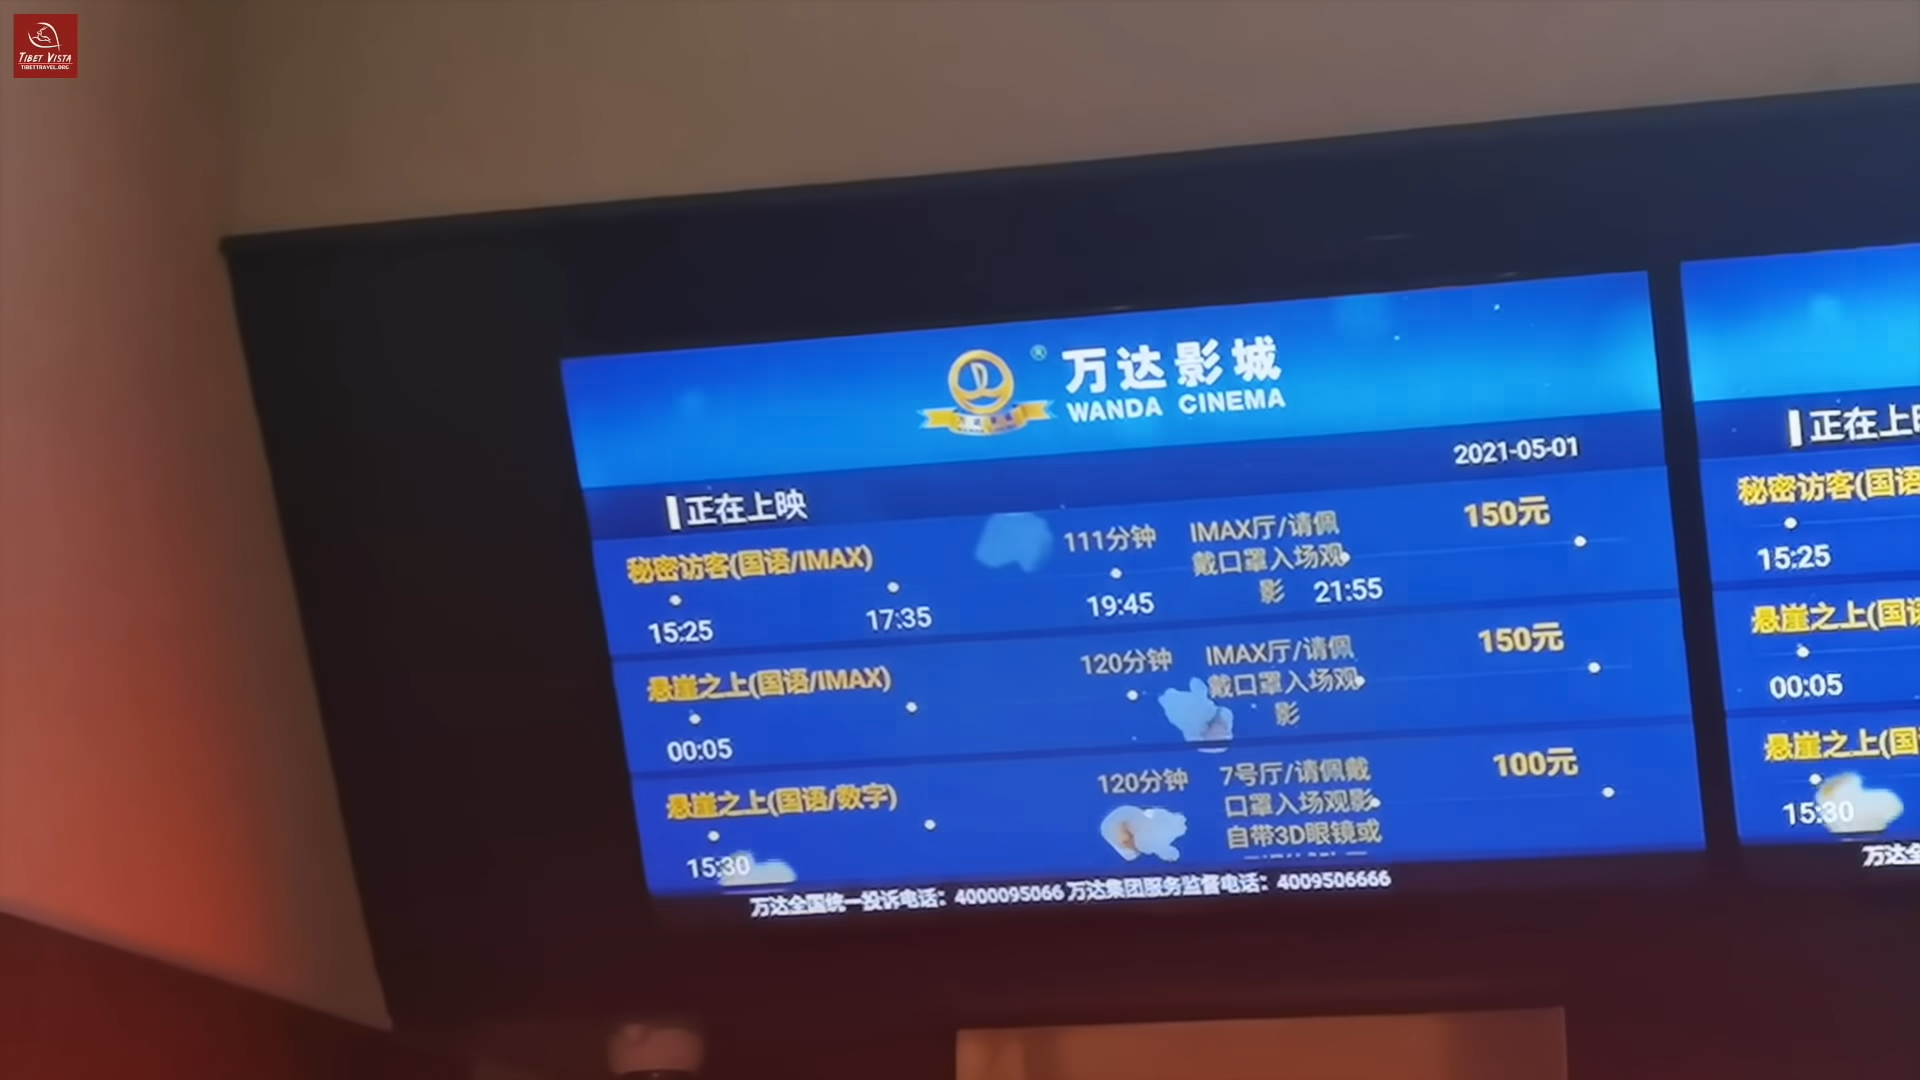 TIBET VISTA
TIBETTRAVEL.ORG
万达影城
WANDA CINEMA
2021-05-01
正在上映
秘密访客(国语/IMAX)
111分钟
IMAX厅/请佩
戴口罩入场观
影
150元
15:25
17:35
19:45
21:55
悬崖之上(国语/IMAX)
120分钟
IMAX厅/请佩
戴口罩入场观
影
150元
00:05
悬崖之上(国语/数字)
120分钟
7号厅/请佩戴
口罩入场观影
自带3D眼镜或
100元
15:30
万达全国统一投诉电话：4000095066 万达集团服务监督电话：4009506666
正在上映
秘密访客(国语
15:25
悬崖之上(国语
00:05
悬崖之上(国
15:30
万达全